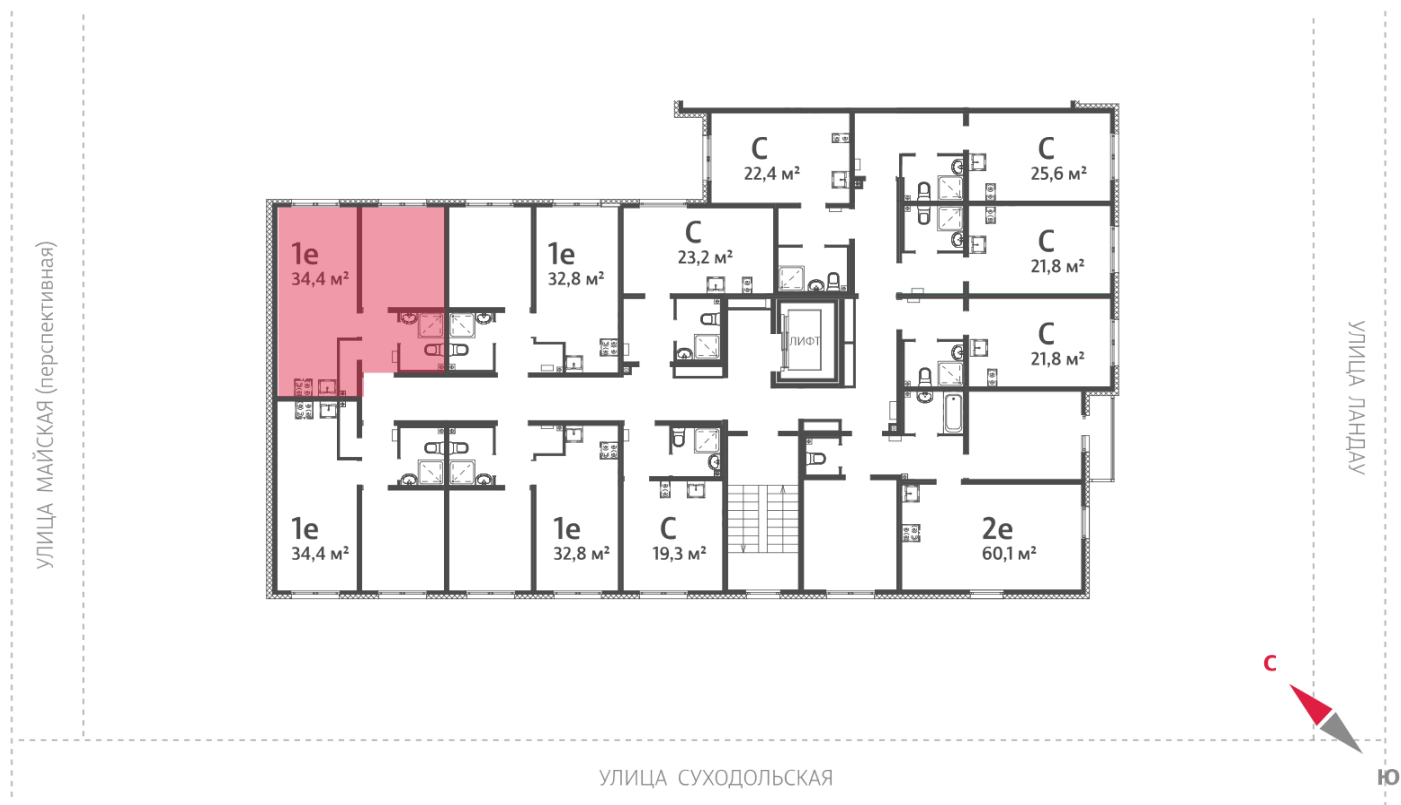 С
22,4 м²
С
25,6 м²
1е
34,4 м²
1е
32,8 м²
С
23,2 м²
С
21,8 м²
ЛИФТ
С
21,8 м²
1е
34,4 м²
1е
32,8 м²
С
19,3 м²
2е
60,1 м²
УЛИЦА МАЙСКАЯ (перспективная)
УЛИЦА ЛАНДАУ
УЛИЦА СУХОДОЛЬСКАЯ
С
Ю